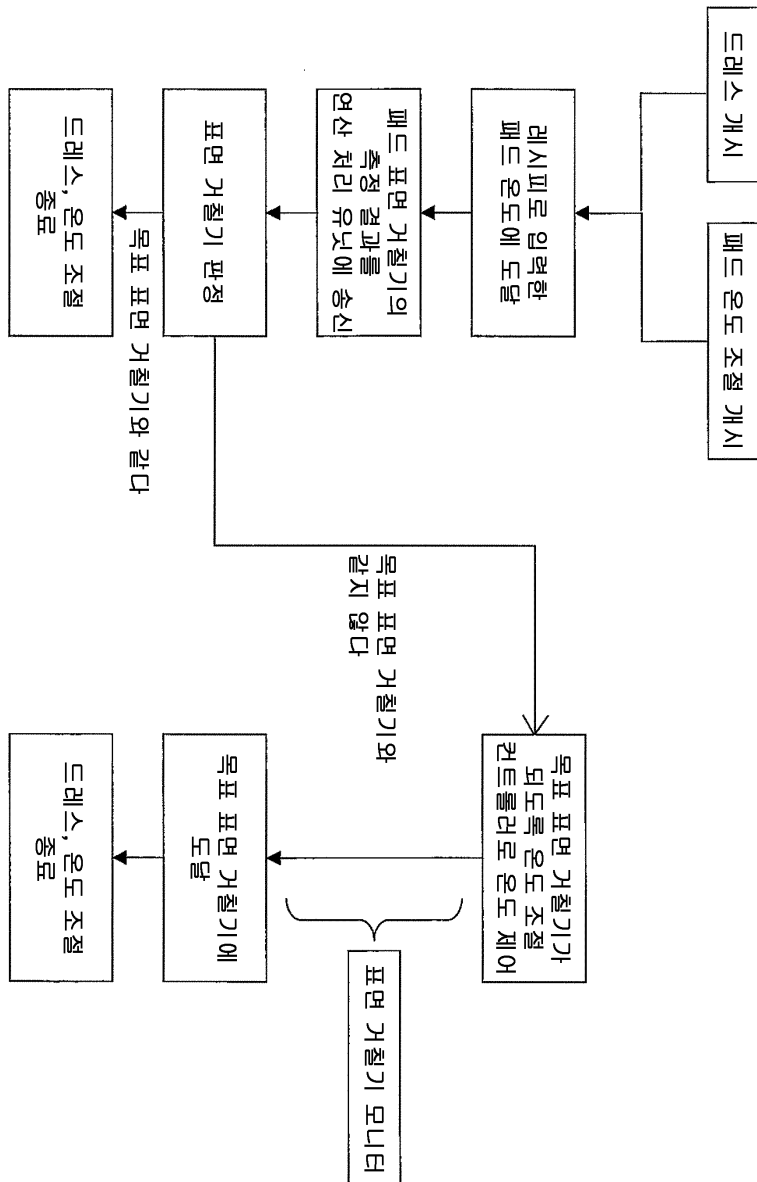 드레스 개시
패드 온도 조절 개시
레시피로 입력한
패드 온도에 도달
패드 표면 거칠기의
측정 결과를
연산 처리 유닛에 송신
표면 거칠기 판정
목표 표면 거칠기와 같다
드레스, 온도 조절
종료
목표 표면 거칠기와
같지 않다
목표 표면 거칠기가
되도록 온도 조절
컨트롤러로 온도 제어
표면 거칠기 모니터
목표 표면 거칠기에
도달
드레스, 온도 조절
종료